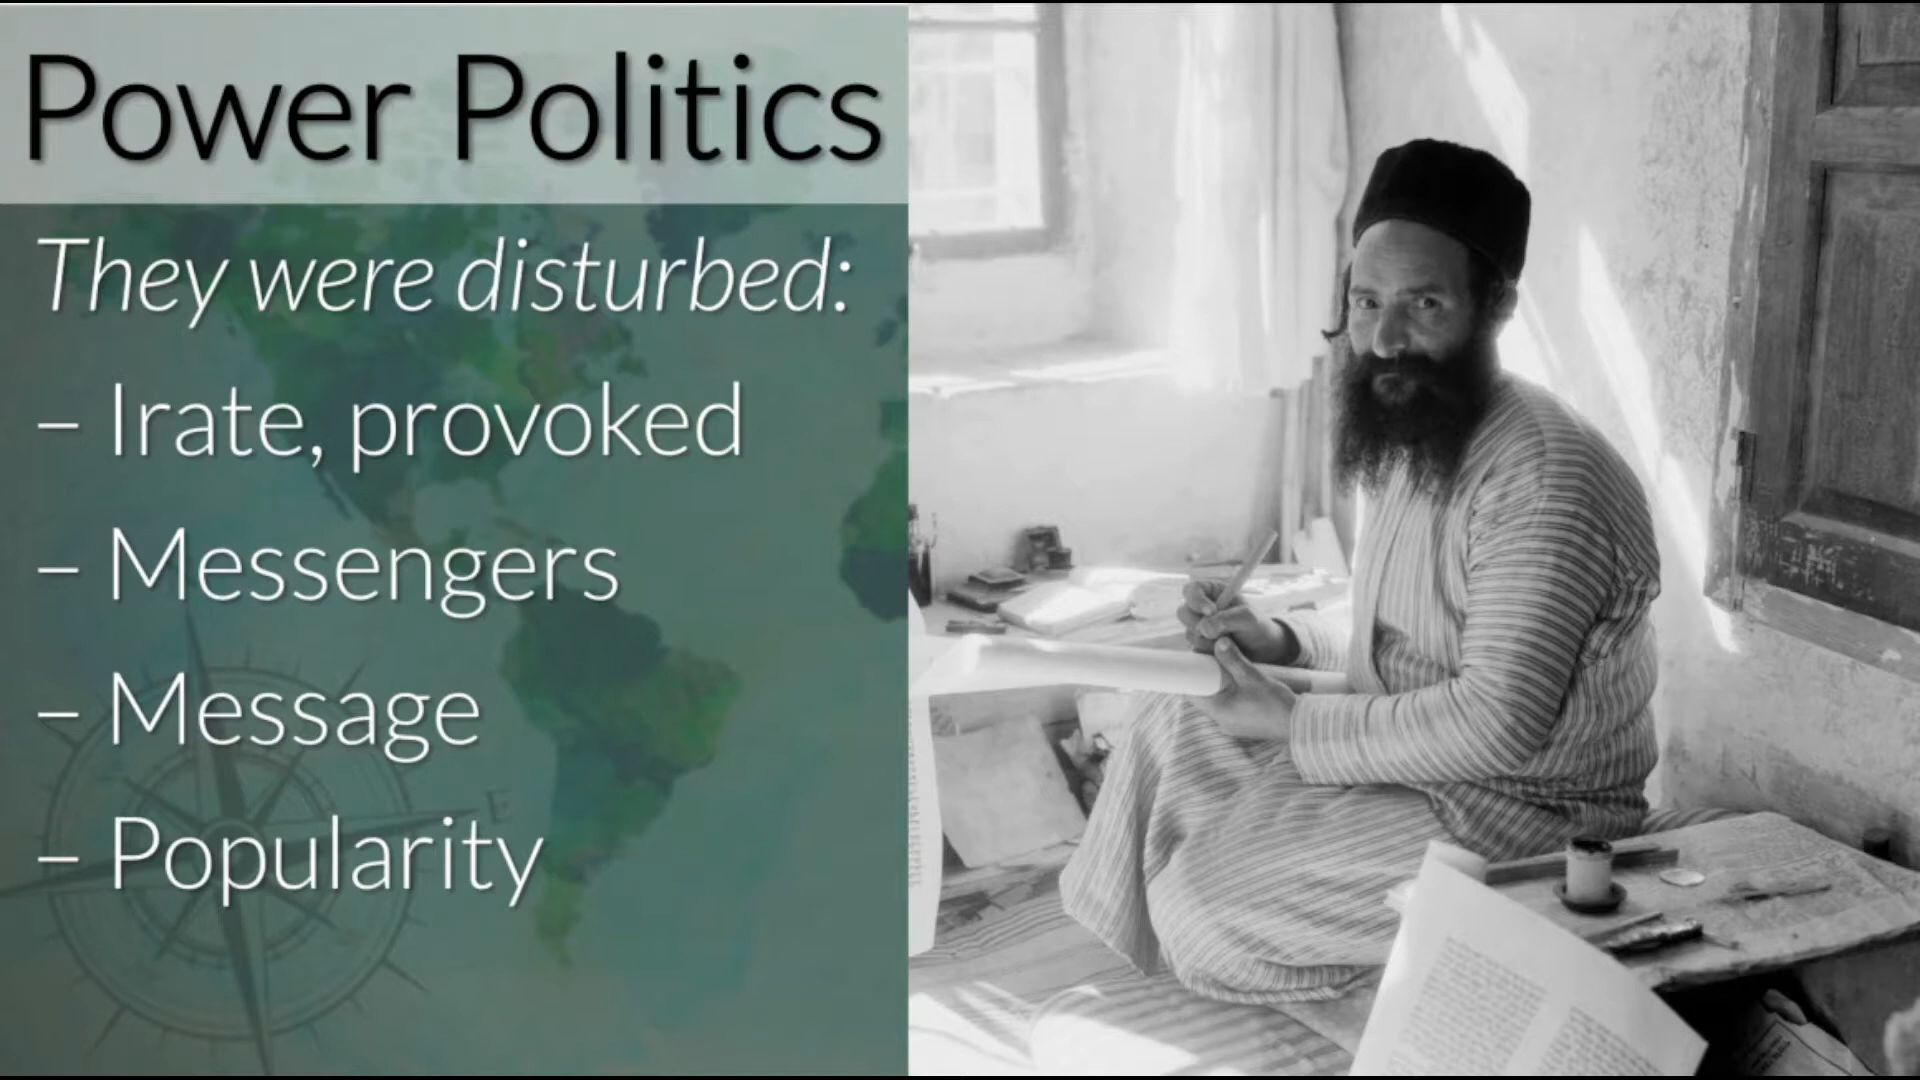 Power Politics
They were disturbed:
– Irate, provoked
– Messengers
– Message
– Popularity
E